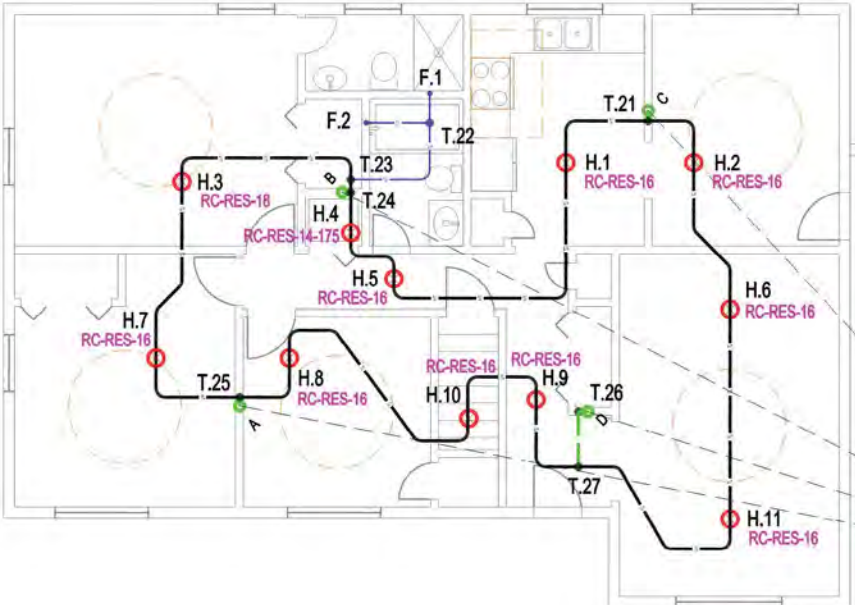 F.1
C
T.21
F.2
T.22
T.23
H.1
H.2
RC-RES-16
RC-RES-16
H.3
B
RC-RES-18
T.24
H.4
RC-RES-14-175
H.5
RC-RES-16
H.6
RC-RES-16
H.7
RC-RES-16
RC-RES-16
RC-RES-16
T.25
H.8
RC-RES-16
H.10
H.9
T.26
A
D
T.27
H.11
RC-RES-16